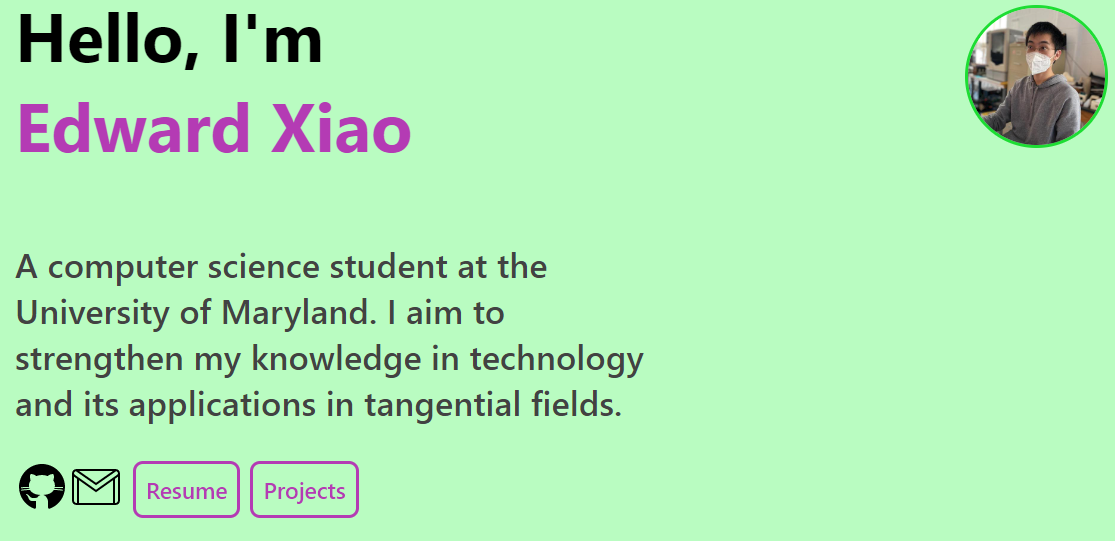 Hello, I'm
Edward Xiao
A computer science student at the
University of Maryland. I aim to
strengthen my knowledge in technology
and its applications in tangential fields.
Resume
Projects